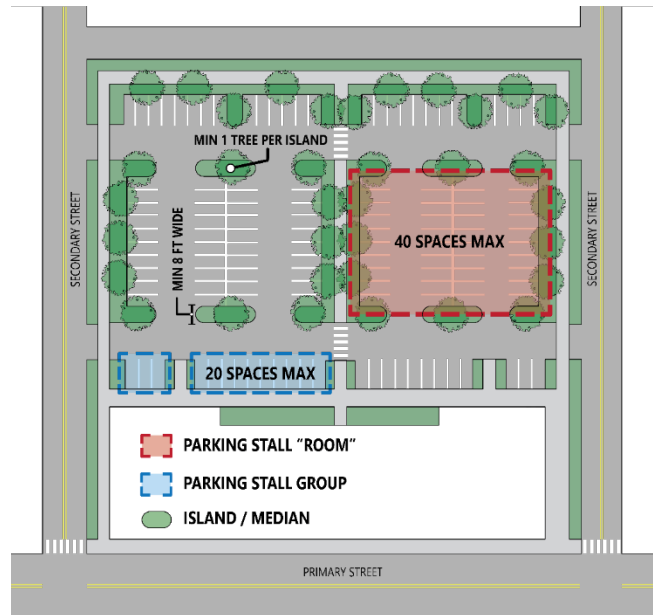 MIN 1 TREE PER ISLAND
SECONDARY STREET
MIN 8 FT WIDE
40 SPACES MAX
SECONDARY STREET
20 SPACES MAX
PARKING STALL "ROOM"
PARKING STALL GROUP
ISLAND / MEDIAN
PRIMARY STREET